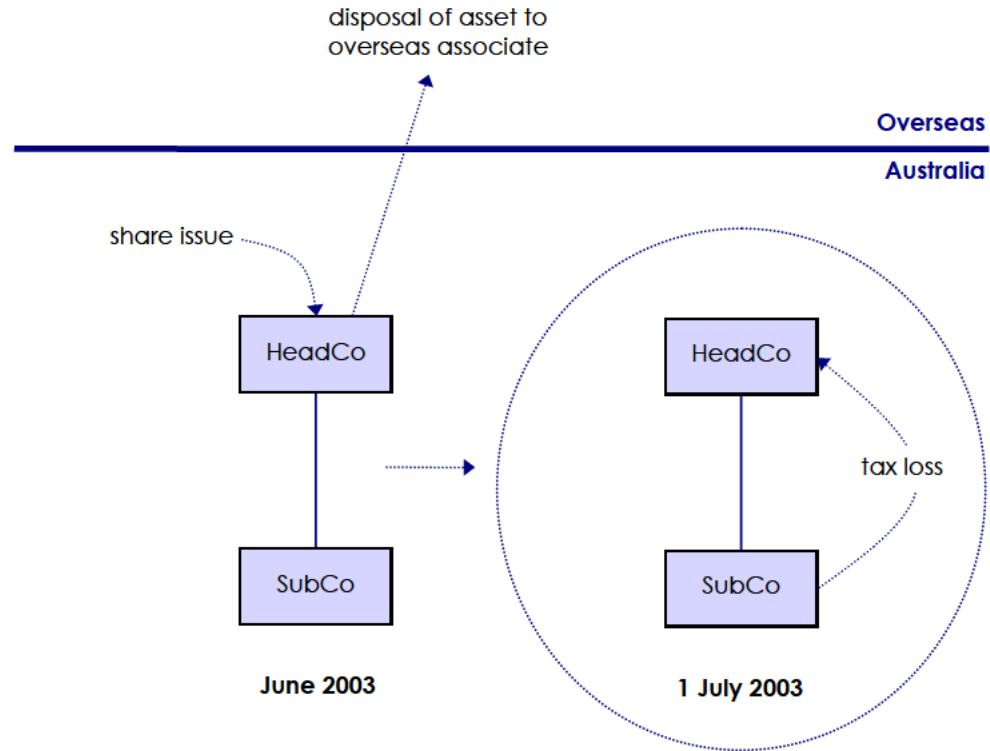 disposal of asset to
overseas associate
Overseas
Australia
share issue
HeadCo
HeadCo
tax loss
SubCo
SubCo
June 2003
1 July 2003